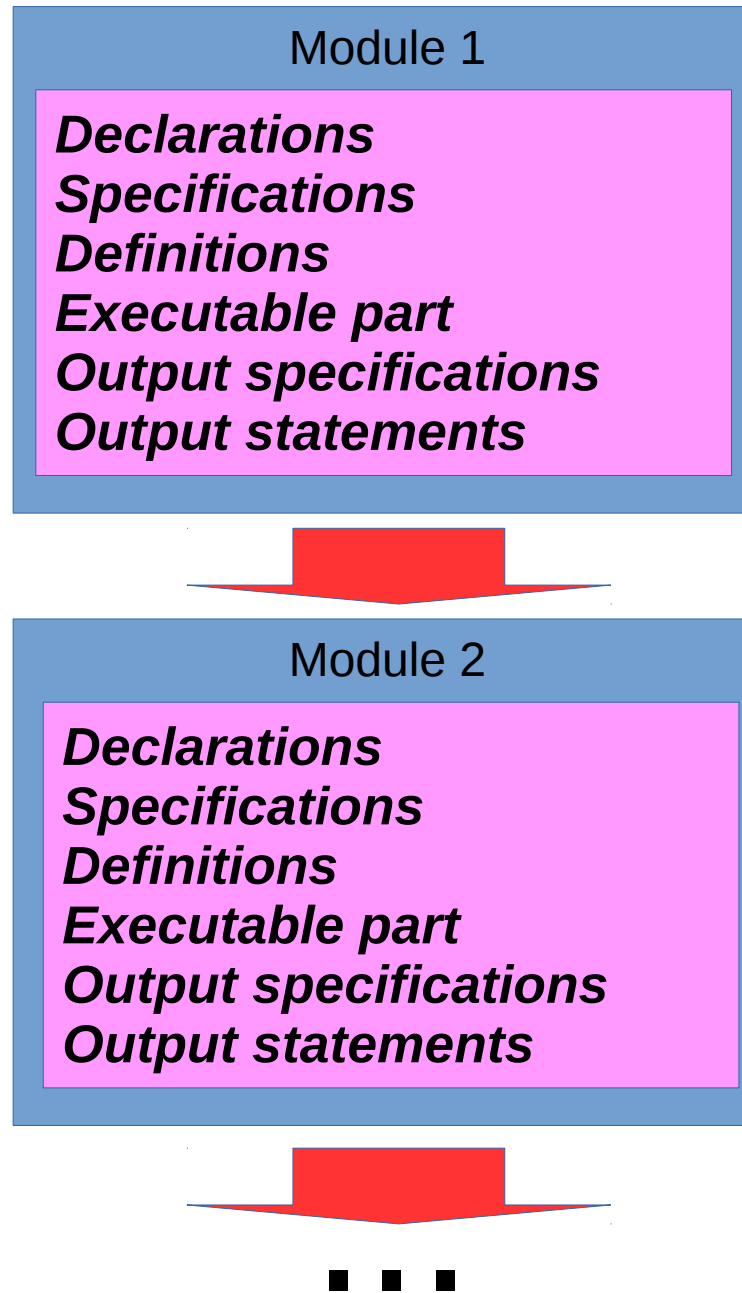 Module 1
Declarations
Specifications
Definitions
Executable part
Output specifications
Output statements
Module 2
Declarations
Specifications
Definitions
Executable part
Output specifications
Output statements
...